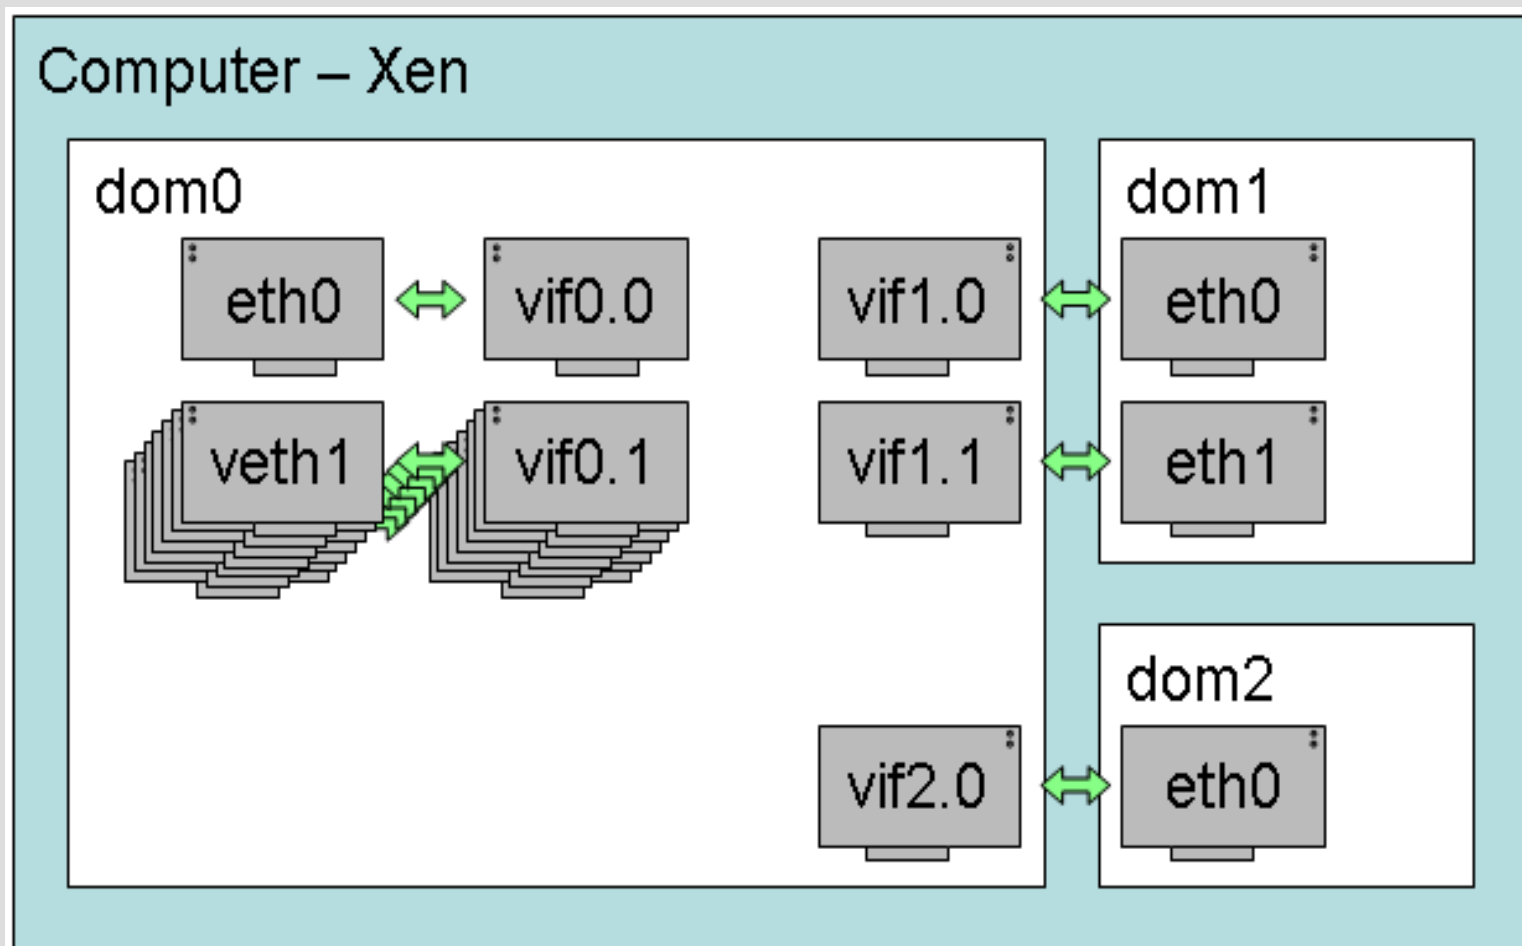 Computer – Xen
dom0
eth0
vif0.0
veth1
vif0.1
vif1.0
vif1.1
vif2.0
dom1
eth0
eth1
dom2
eth0